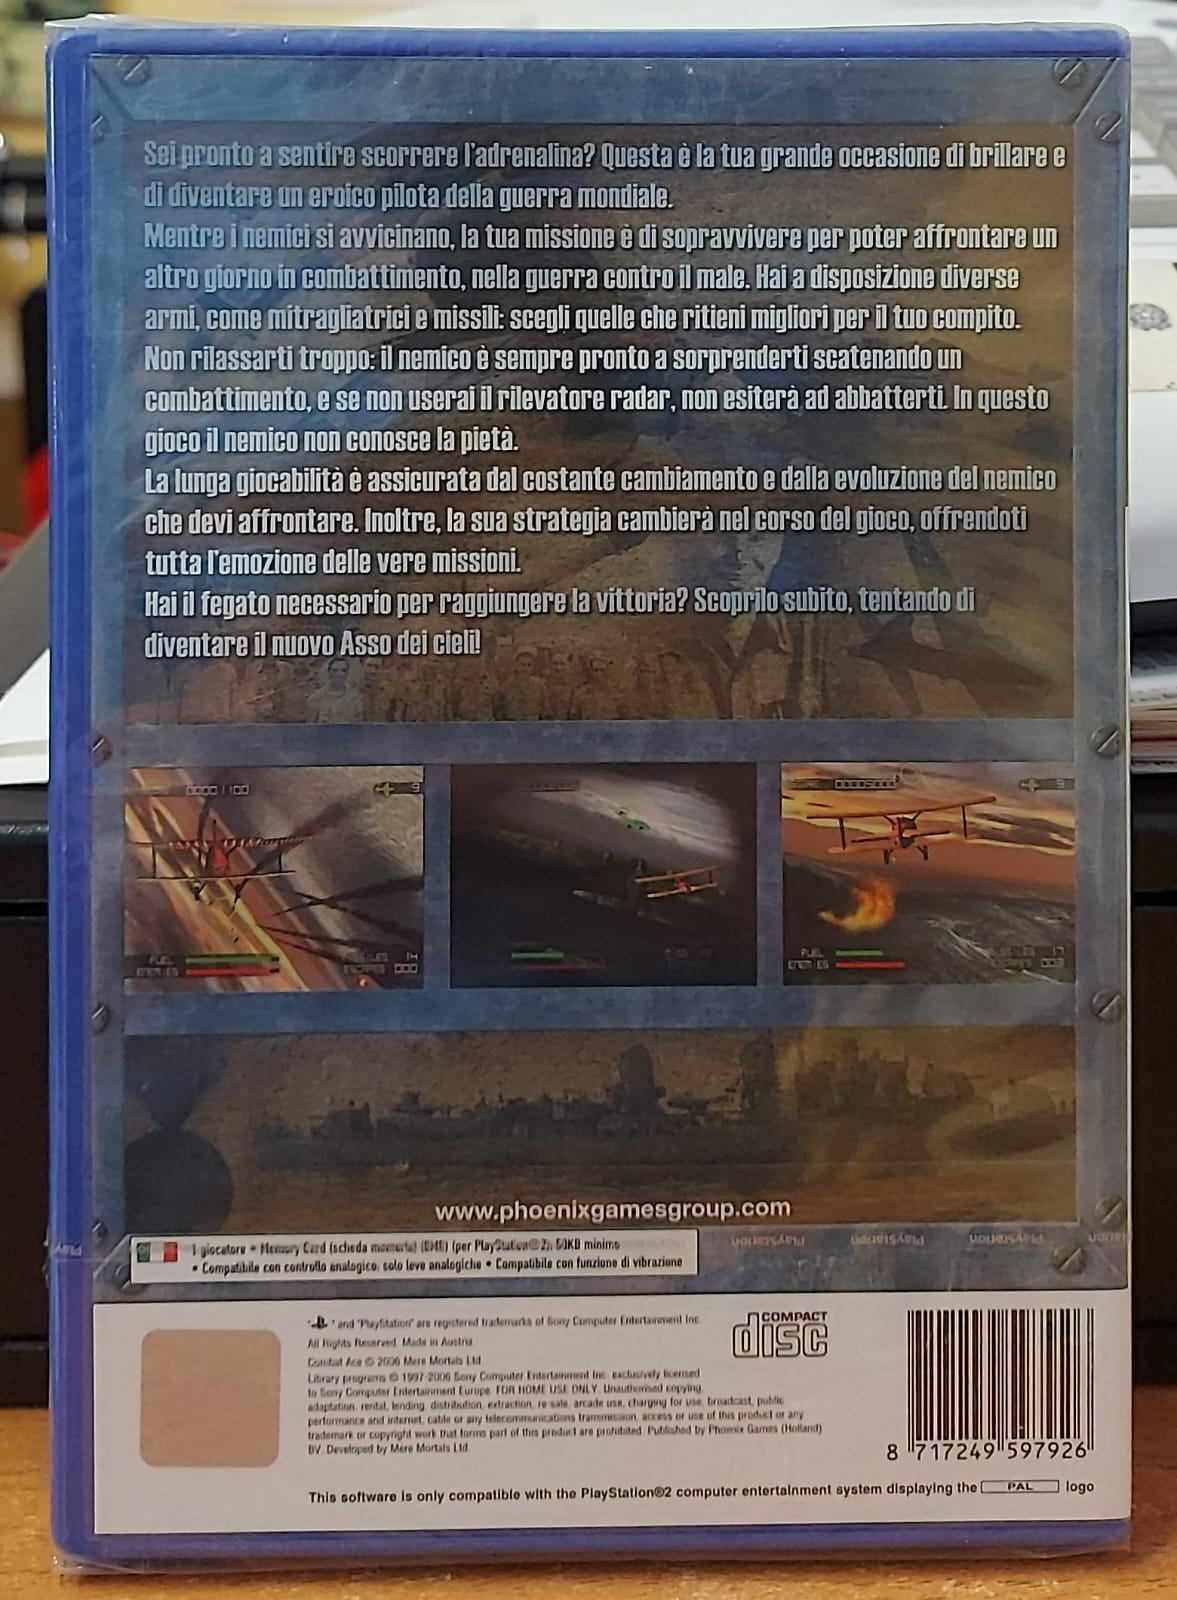 Sei pronto a sentire scorrere l'adrenalina? Questa è la tua grande occasione di brillare e
di diventare un eroico pilota della guerra mondiale.
Mentre i nemici si avvicinano, la tua missione è di sopravvivere per poter affrontare un
altro giorno in combattimento, nella guerra contro il male. Hai a disposizione diverse
armi, come mitragliatrici e missili: scegli quelle che ritieni migliori per il tuo compito.
Non rilassarti troppo: il nemico è sempre pronto a sorprenderti scatenando un
combattimento, e se non userai il rilevatore radar, non esiterà ad abbatterti. In questo
gioco il nemico non conosce la pietà.
La lunga giocabilità è assicurata dal costante cambiamento e dalla evoluzione del nemico
che devi affrontare. Inoltre, la sua strategia cambierà nel corso del gioco, offrendoti
tutta l'emozione delle vere missioni.
Hai il fegato necessario per raggiungere la vittoria? Scoprilo subito, tentando di
diventare il nuovo Asso dei cieli!
0000/100 9
FUEL 14
ENEMIES 000
9
FUEL 17
ENEMIES
www.phoenixgamesgroup.com
1 giocatore • Memory Card (scheda memoria) (8MB) (per PlayStation®2): 50KB minimo
• Compatibile con controllo analogico: solo leve analogiche • Compatibile con funzione di vibrazione
PlayStation PlayStation PlayStation
" " and "PlayStation" are registered trademarks of Sony Computer Entertainment Inc.
All Rights Reserved. Made in Austria.
Combat Ace © 2006 Mere Mortals Ltd.
Library programs © 1997-2006 Sony Computer Entertainment Inc. exclusively licensed
to Sony Computer Entertainment Europe. FOR HOME USE ONLY. Unauthorised copying,
adaptation, rental, lending, distribution, extraction, re-sale, arcade use, charging for use, broadcast, public
performance and internet, cable or any telecommunications transmission, access or use of this product or any
trademark or copyright work that forms part of this product are prohibited. Published by Phoenix Games (Holland)
BV. Developed by Mere Mortals Ltd.
COMPACT
disc
8 717249 597926
This software is only compatible with the PlayStation®2 computer entertainment system displaying the PAL logo